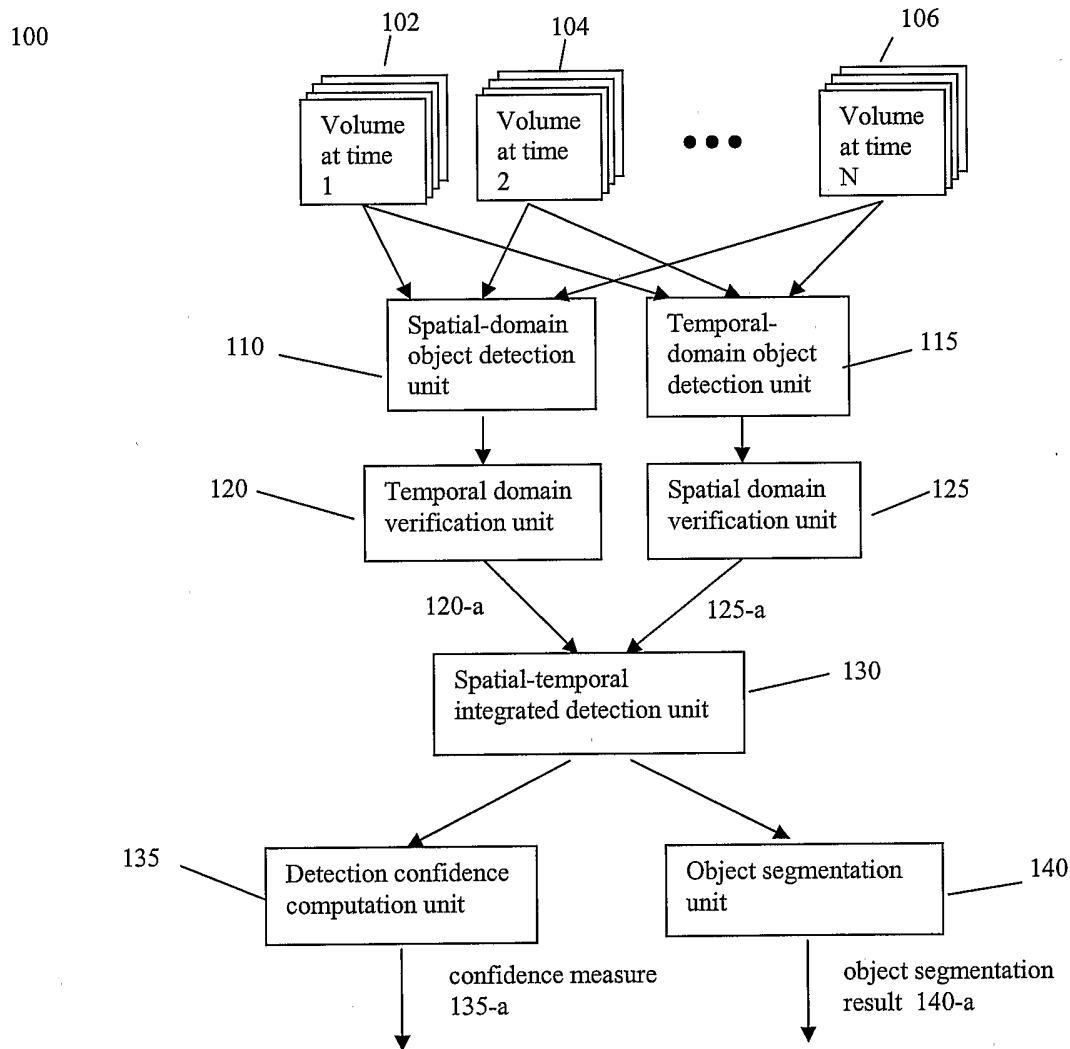 100
102
104
106
Volume
at time
1
Volume
at time
2
Volume
at time
N
110
Spatial-domain
object detection
unit
Temporal-
domain object
detection unit
115
120
Temporal domain
verification unit
Spatial domain
verification unit
125
120-a
125-a
Spatial-temporal
integrated detection unit
130
135
Detection confidence
computation unit
Object segmentation
unit
140
confidence measure
135-a
object segmentation
result 140-a